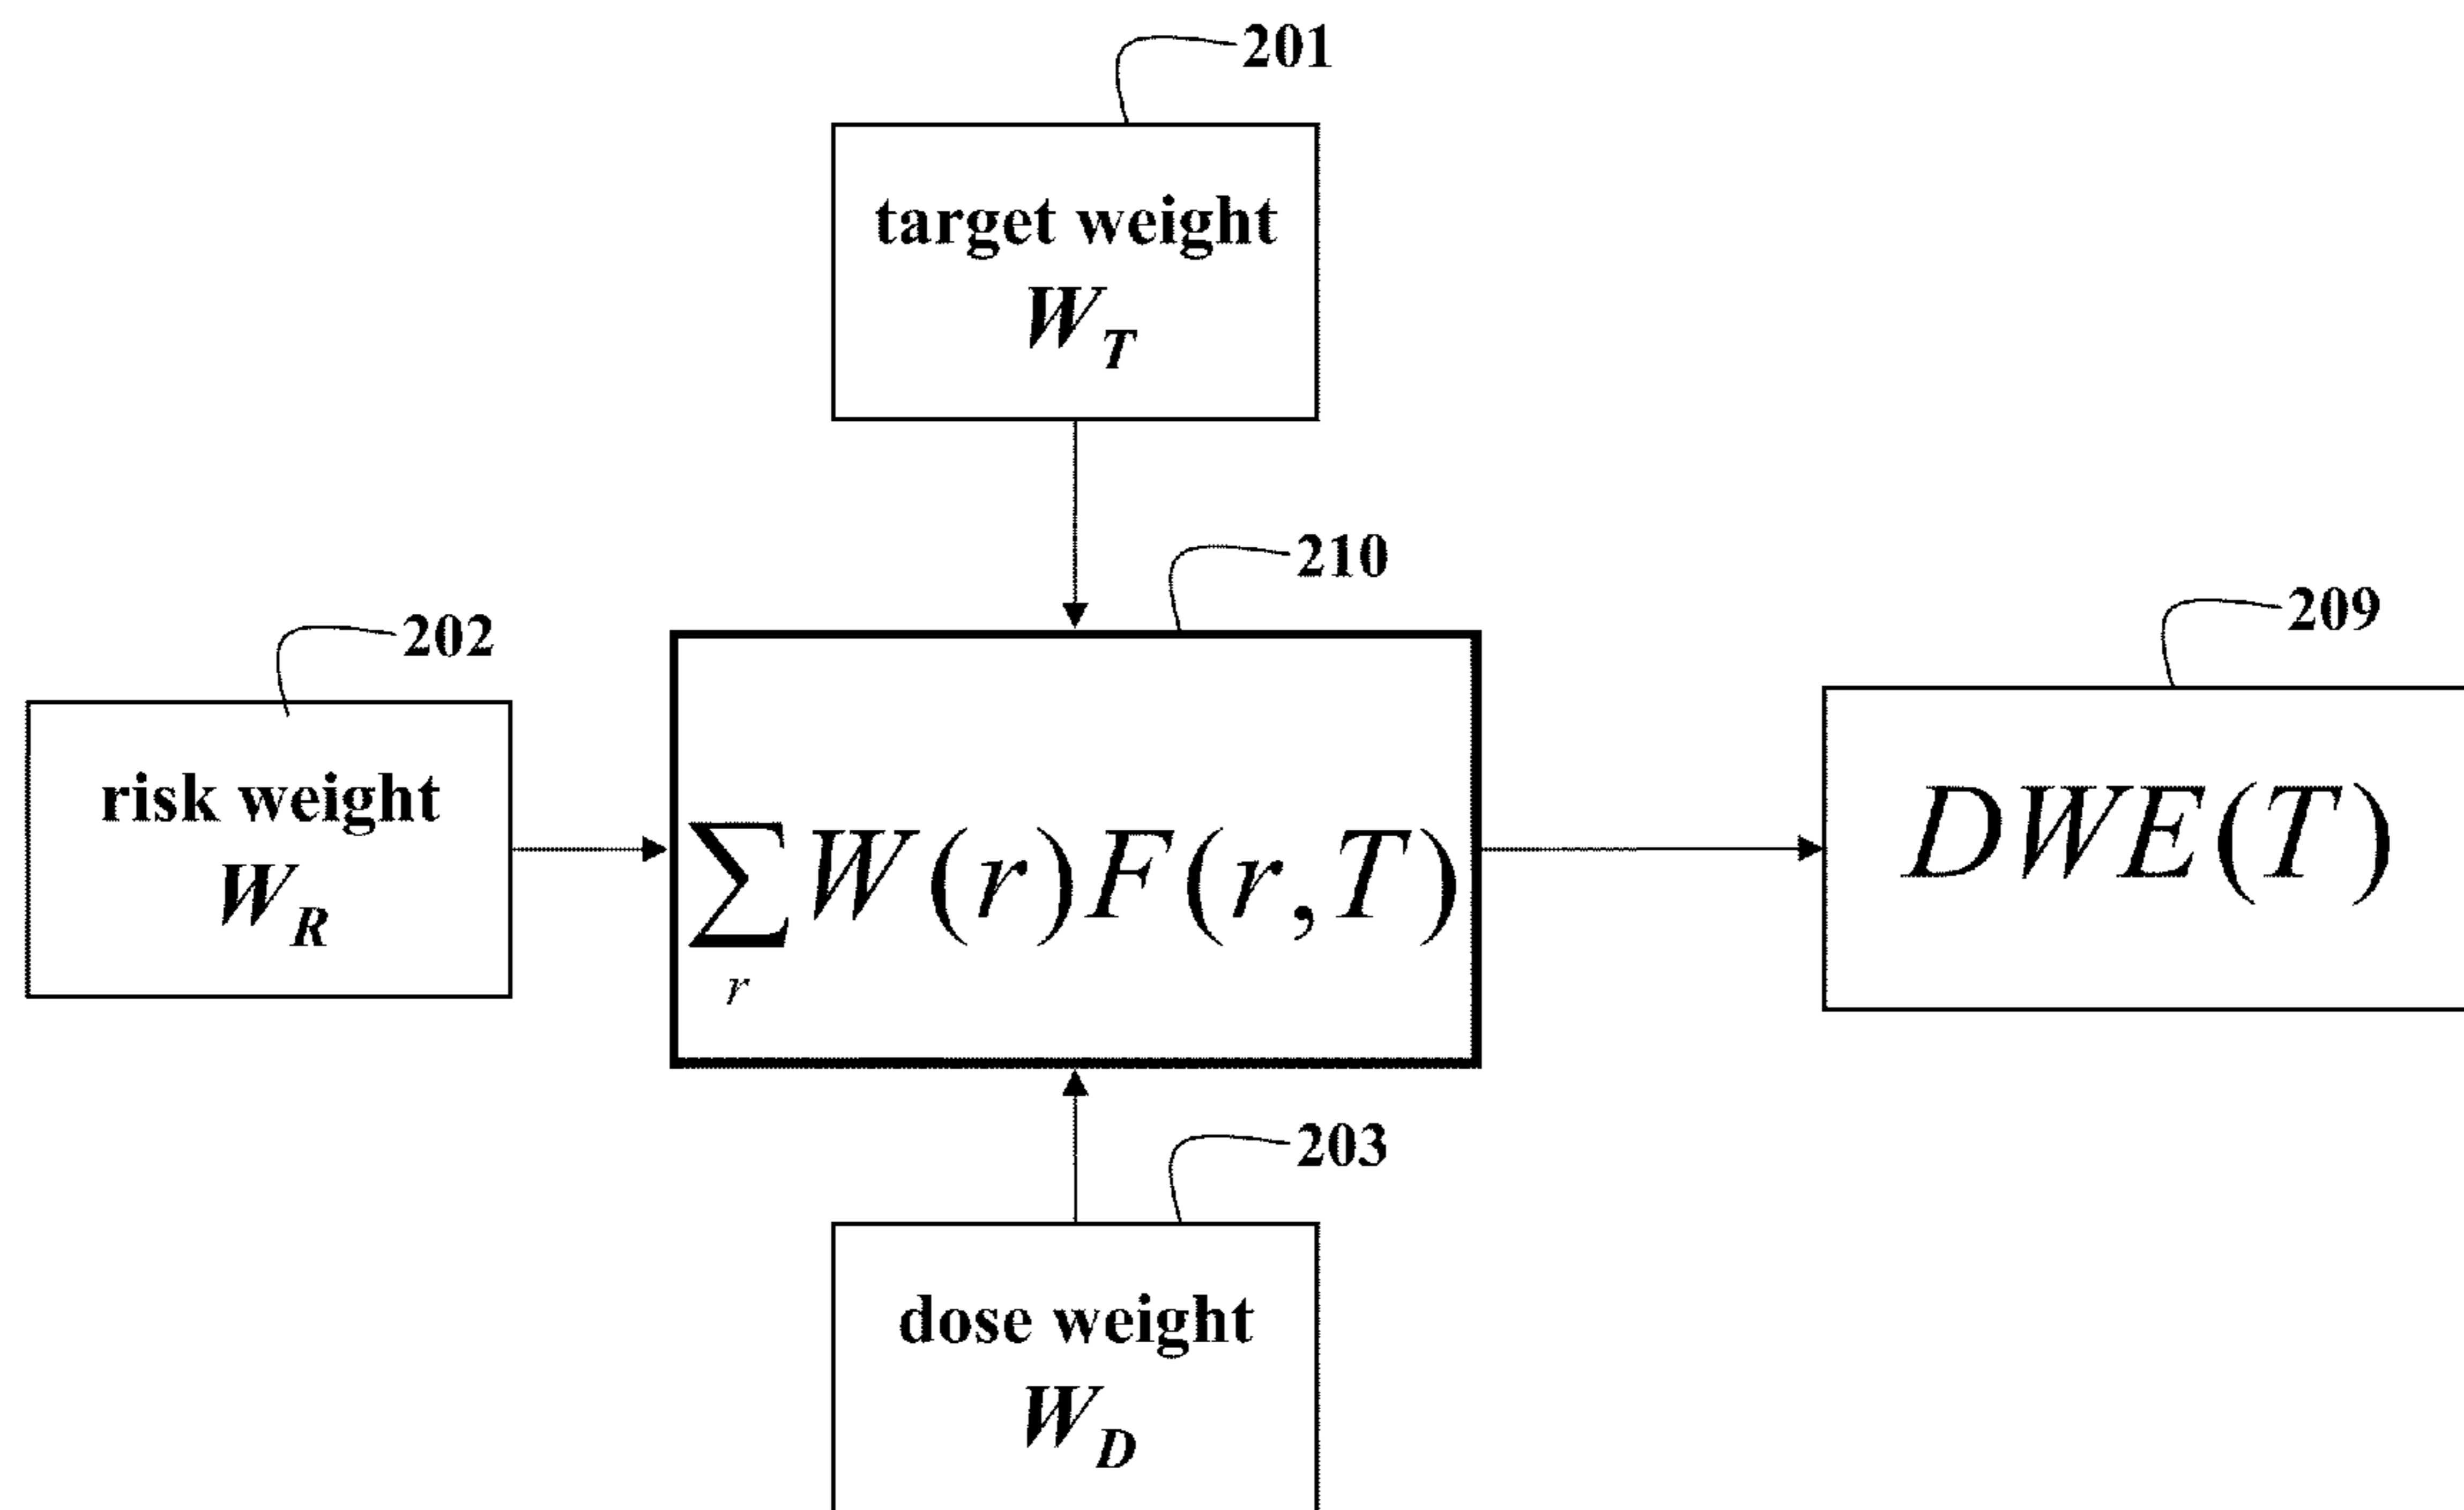 201
target weight
W_T
210
209
202
risk weight
W_R
∑_r W(r)F(r,T)
DWE(T)
203
dose weight
W_D